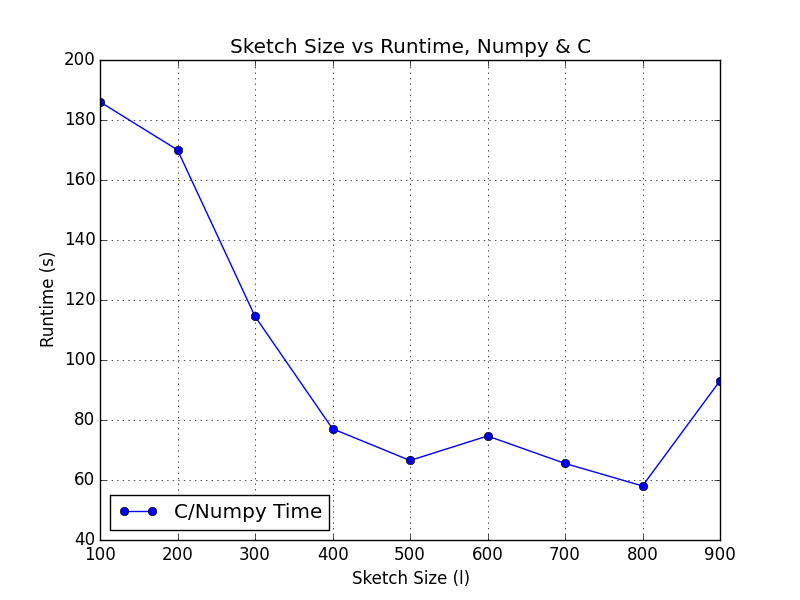 Sketch Size vs Runtime, Numpy & C
200
180
160
140
120
100
80
60
40
Runtime (s)
C/Numpy Time
100 200 300 400 500 600 700 800 900
Sketch Size (l)